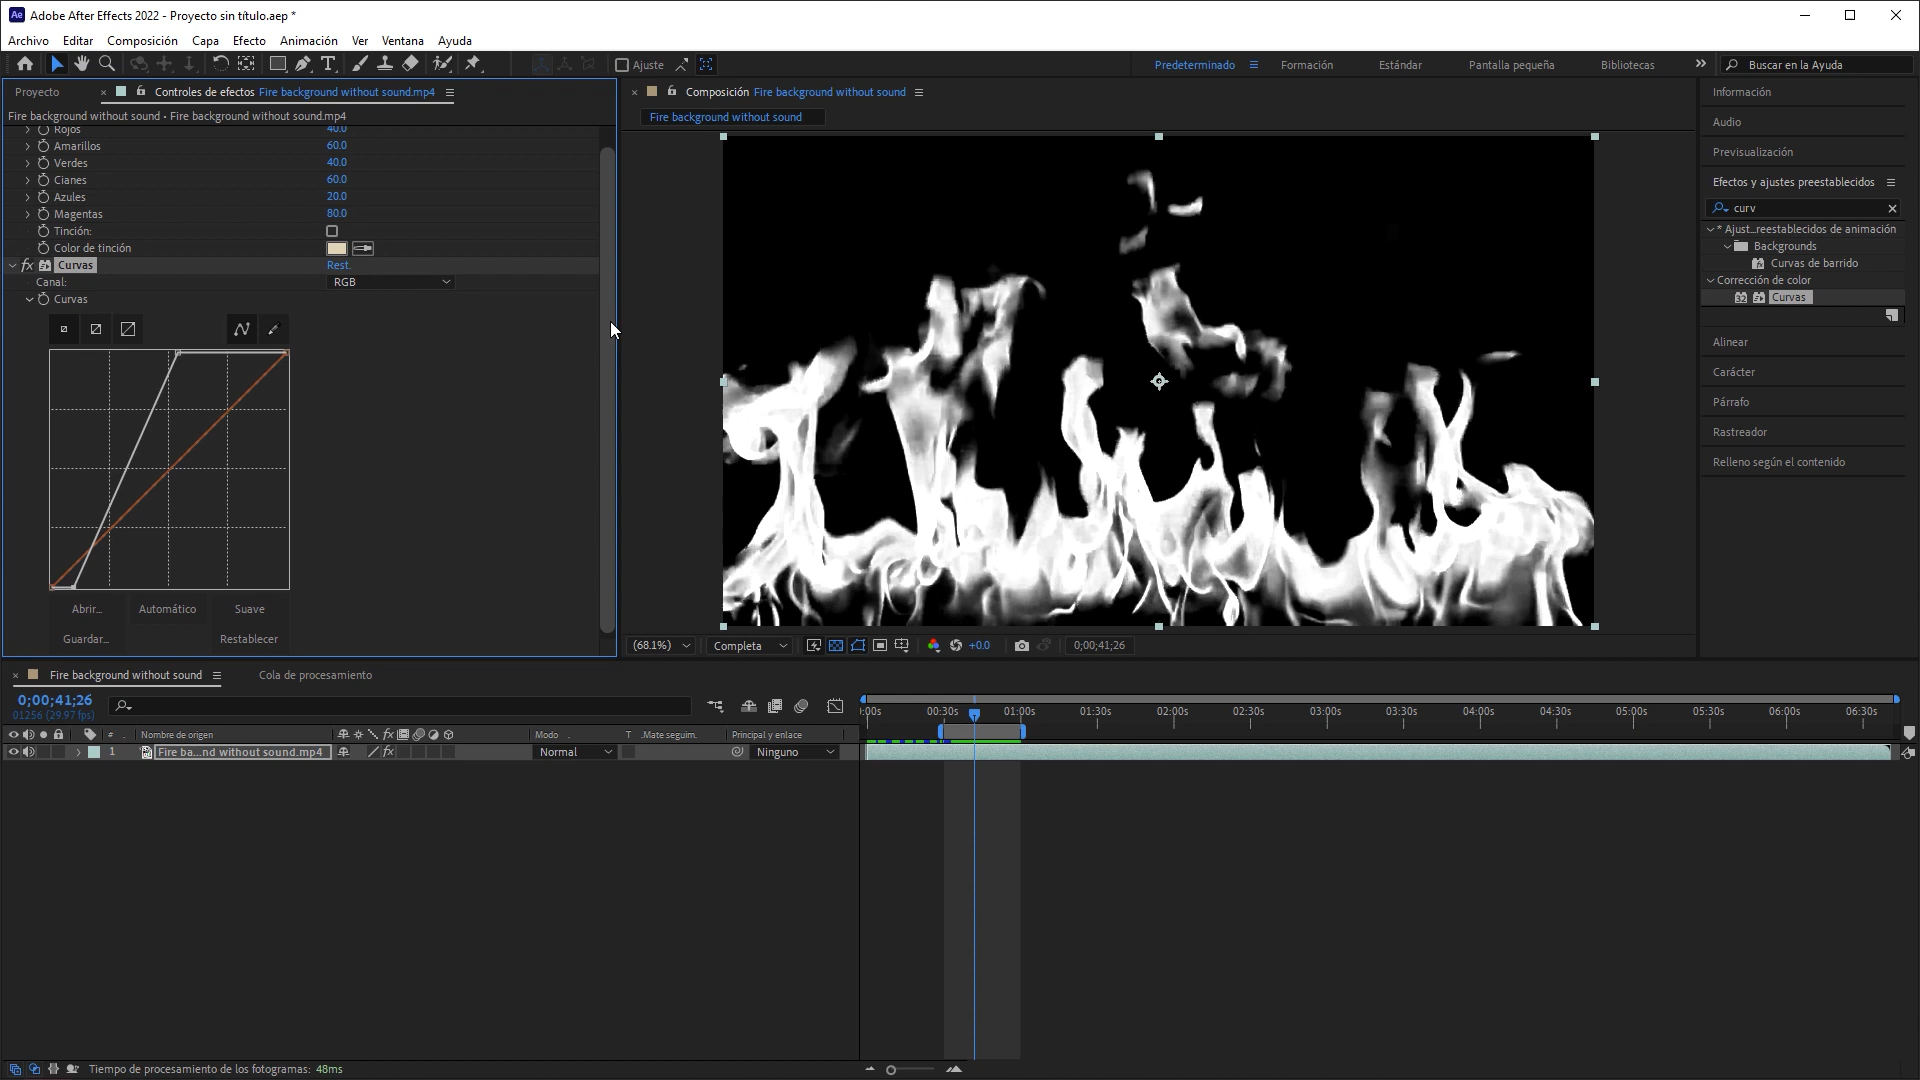 Ae Adobe After Effects 2022 - Proyecto sin título.aep *
Archivo Editar Composición Capa Efecto Animación Ver Ventana Ayuda
Ajuste Predeterminado Formación Estándar Pantalla pequeña Bibliotecas Buscar en la Ayuda
Proyecto
Controles de efectos Fire background without sound.mp4
Fire background without sound • Fire background without sound.mp4
Rojos 40.0
Amarillos 60.0
Verdes 40.0
Cianes 60.0
Azules 20.0
Magentas 80.0
Tinción:
Color de tinción
fx Curvas Rest.
Canal: RGB
Curvas
Abrir... Automático Suave
Guardar... Restablecer
Composición Fire background without sound
Fire background without sound
(68.1%) Completa +0.0 0;00;41;26
Información
Audio
Previsualización
Efectos y ajustes preestablecidos
curv
* Ajust...reestablecidos de animación
Backgrounds
Curvas de barrido
Corrección de color
32 Curvas
Alinear
Carácter
Párrafo
Rastreador
Relleno según el contenido
Fire background without sound Cola de procesamiento
0;00;41;26
01256 (29.97 fps)
:00s 00:30s 01:00s 01:30s 02:00s 02:30s 03:00s 03:30s 04:00s 04:30s 05:00s 05:30s 06:00s 06:30s
# . Nombre de origen fx Modo . T .Mate seguim. Principal y enlace
1 Fire ba...nd without sound.mp4 fx Normal Ninguno
Tiempo de procesamiento de los fotogramas: 48ms